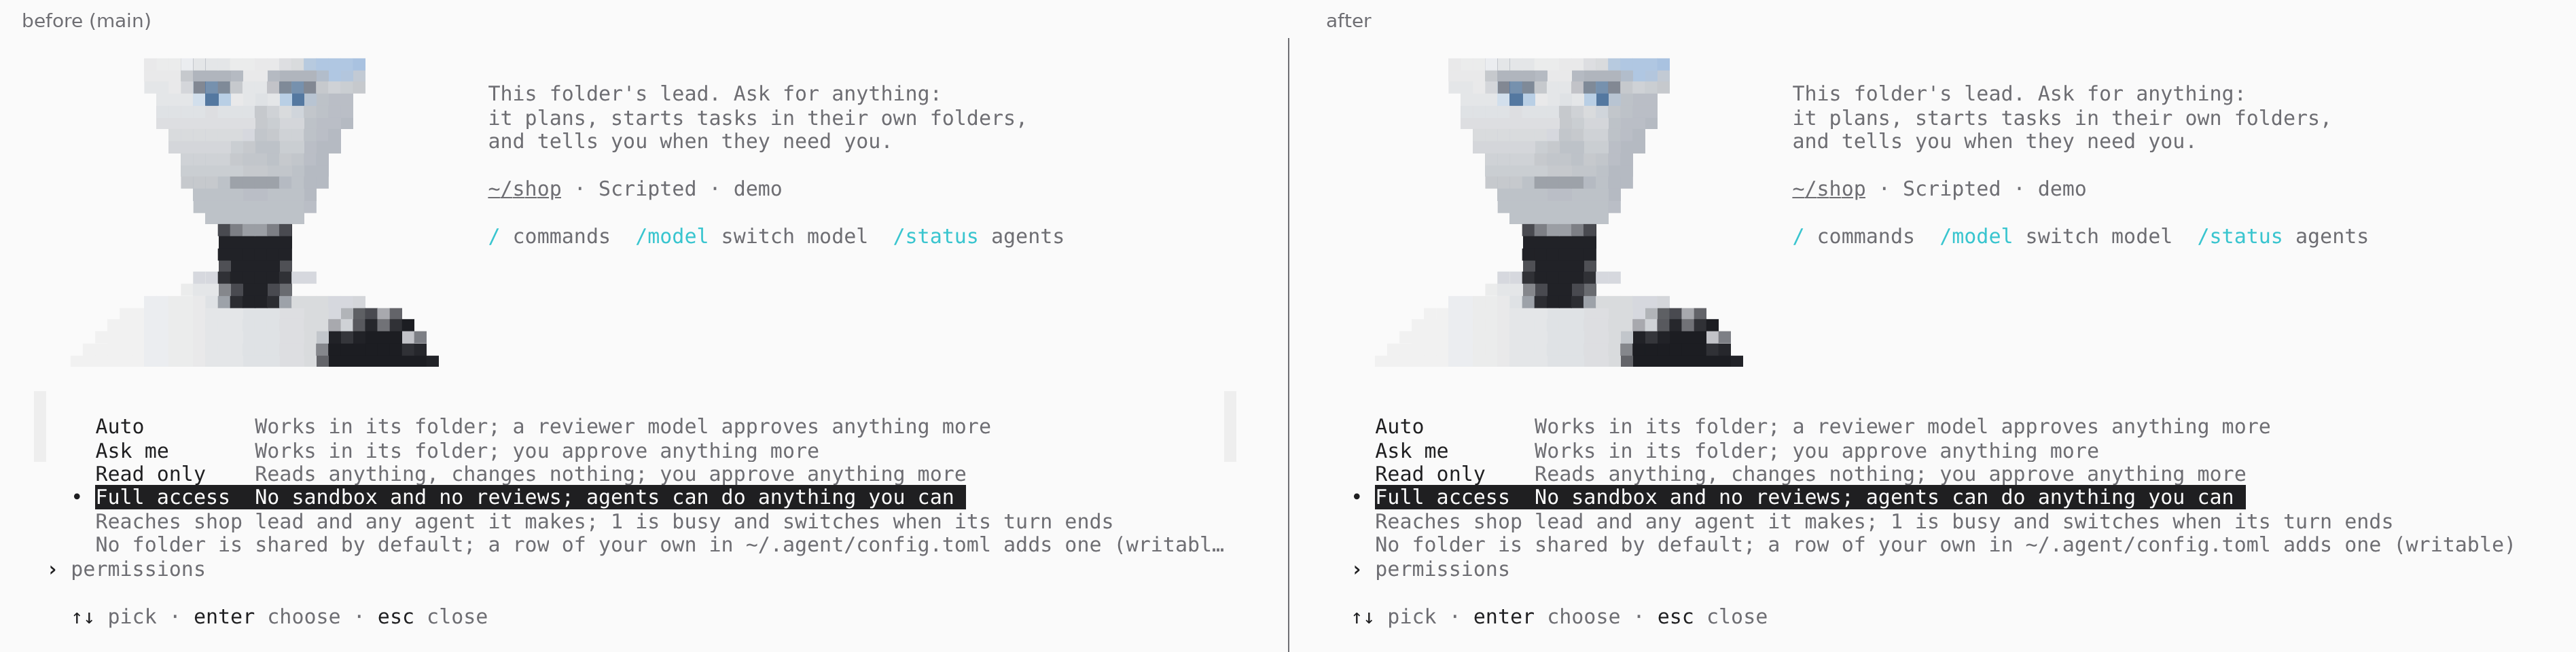 before (main)
This folder's lead. Ask for anything:
it plans, starts tasks in their own folders,
and tells you when they need you.
~/shop · Scripted · demo
/ commands  /model switch model  /status agents
Auto         Works in its folder; a reviewer model approves anything more
Ask me       Works in its folder; you approve anything more
Read only    Reads anything, changes nothing; you approve anything more
• Full access  No sandbox and no reviews; agents can do anything you can
Reaches shop lead and any agent it makes; 1 is busy and switches when its turn ends
No folder is shared by default; a row of your own in ~/.agent/config.toml adds one (writabl…
› permissions
↑↓ pick · enter choose · esc close
after
This folder's lead. Ask for anything:
it plans, starts tasks in their own folders,
and tells you when they need you.
~/shop · Scripted · demo
/ commands  /model switch model  /status agents
Auto         Works in its folder; a reviewer model approves anything more
Ask me       Works in its folder; you approve anything more
Read only    Reads anything, changes nothing; you approve anything more
• Full access  No sandbox and no reviews; agents can do anything you can
Reaches shop lead and any agent it makes; 1 is busy and switches when its turn ends
No folder is shared by default; a row of your own in ~/.agent/config.toml adds one (writable)
› permissions
↑↓ pick · enter choose · esc close